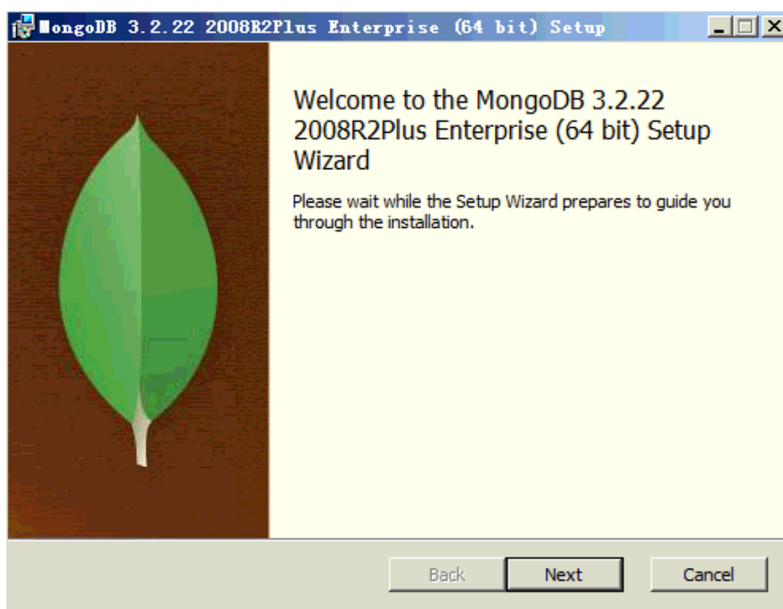 MongoDB 3.2.22 2008R2Plus Enterprise (64 bit) Setup
Welcome to the MongoDB 3.2.22
2008R2Plus Enterprise (64 bit) Setup
Wizard
Please wait while the Setup Wizard prepares to guide you
through the installation.
Back Next Cancel